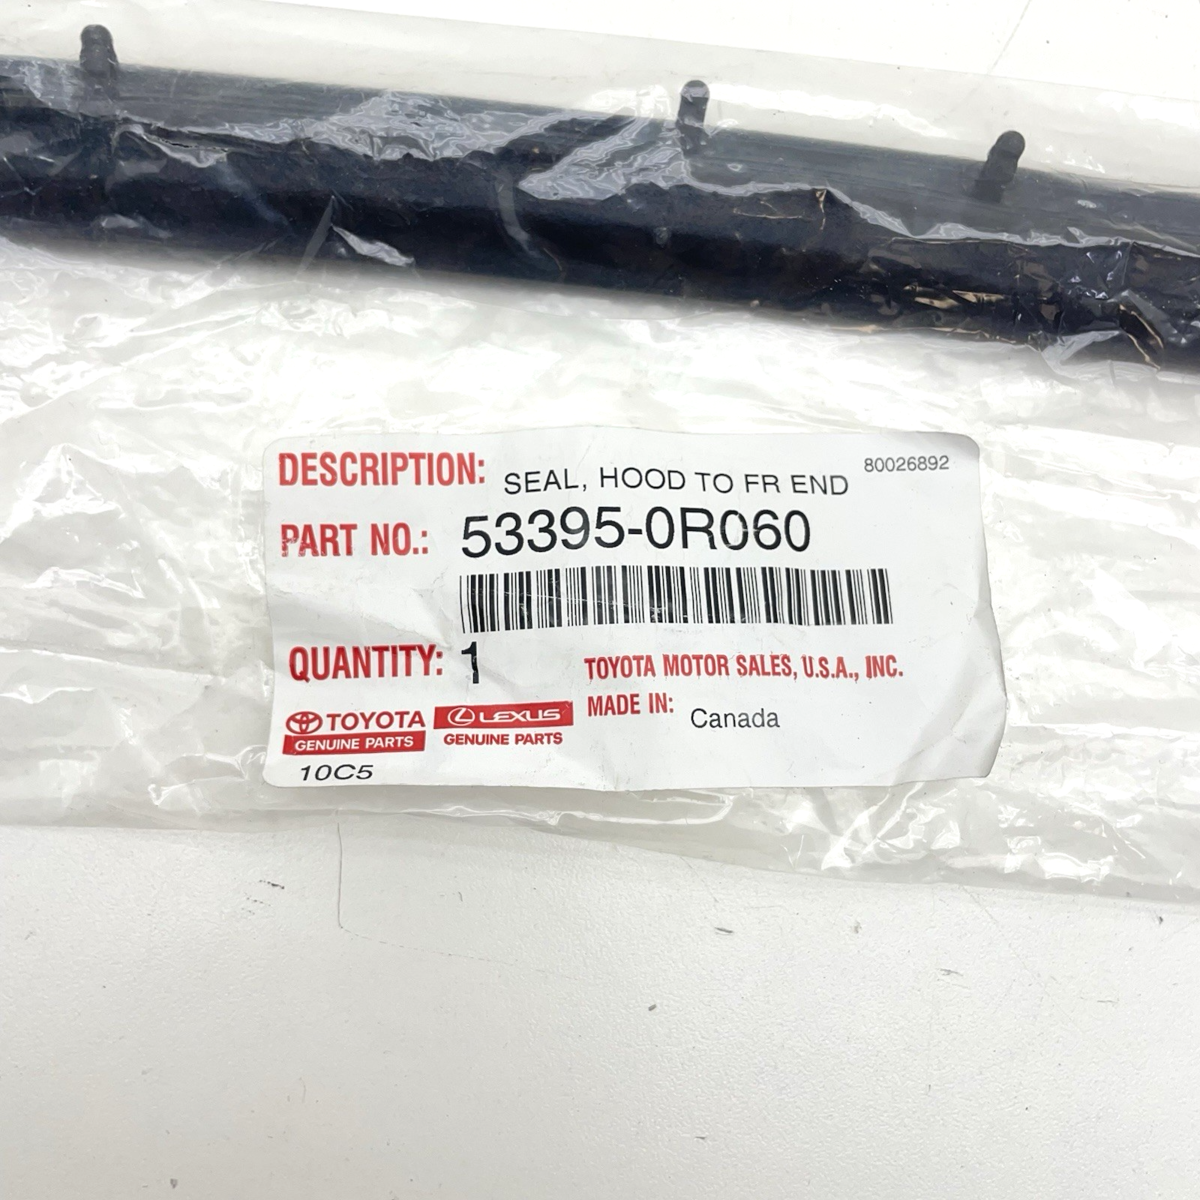 DESCRIPTION: SEAL, HOOD TO FR END 80026892
PART NO.: 53395-0R060
QUANTITY: 1 TOYOTA MOTOR SALES, U.S.A., INC.
MADE IN: Canada
TOYOTA LEXUS
GENUINE PARTS GENUINE PARTS
10C5